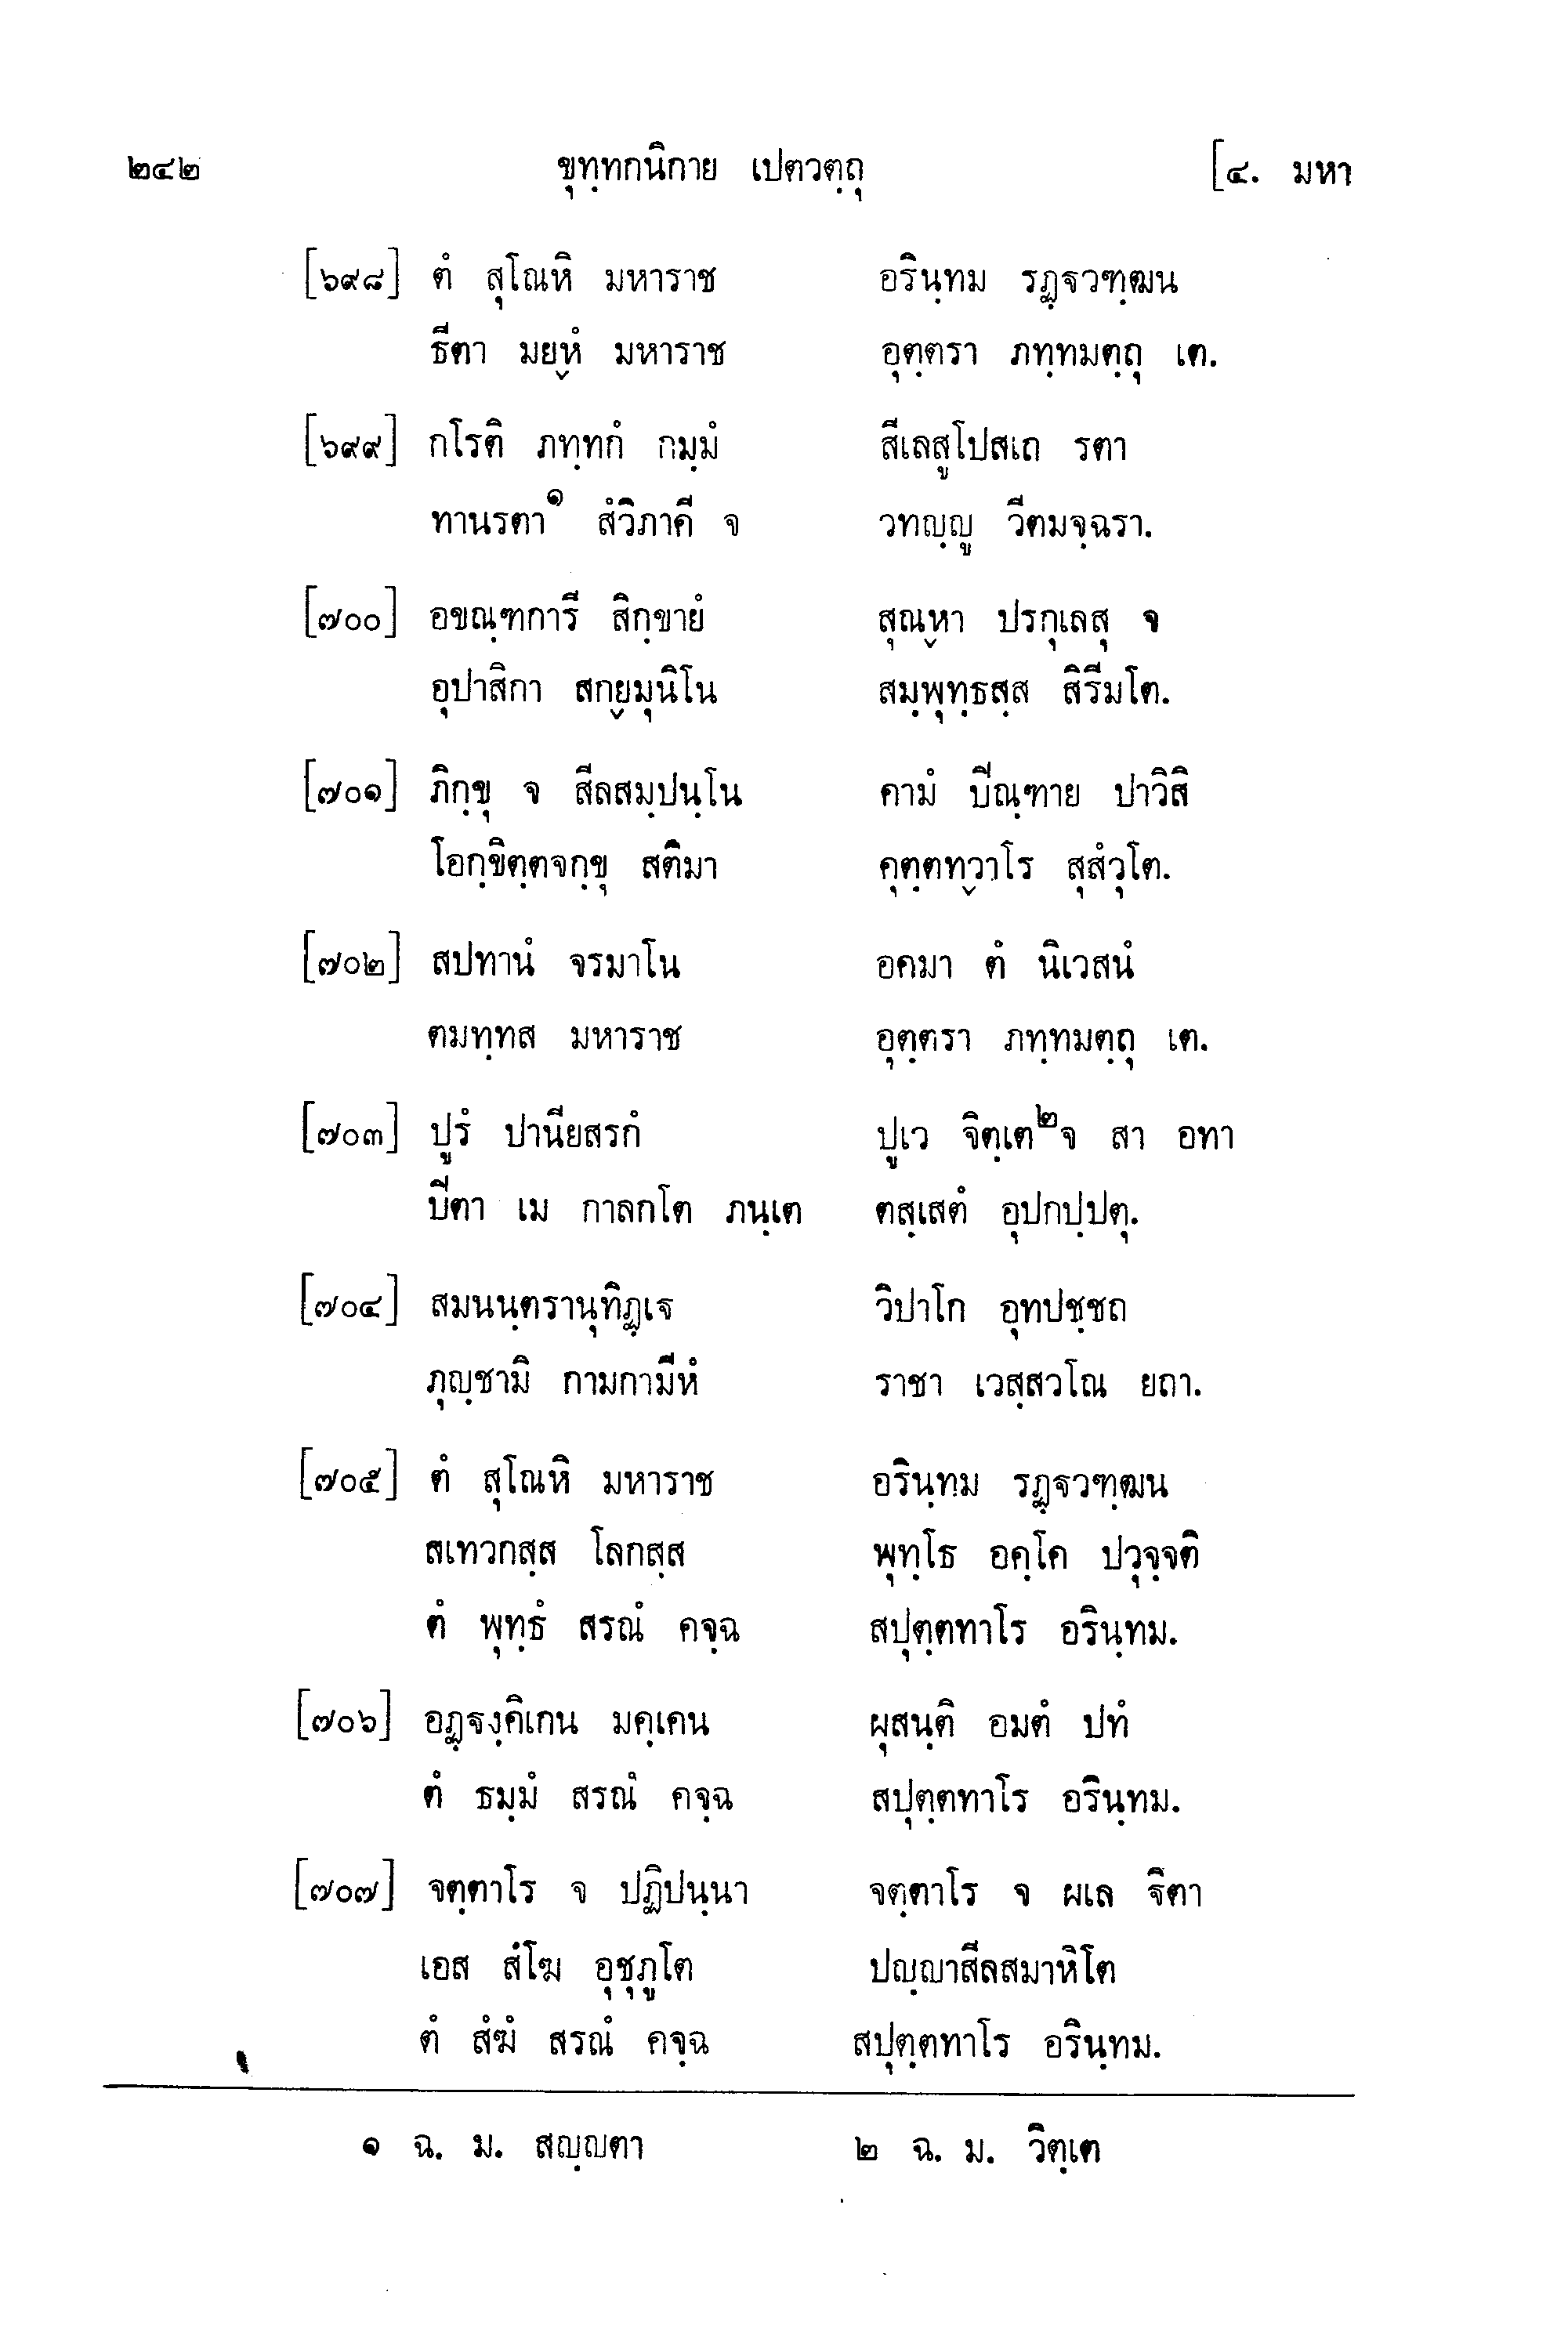 ๒๔๒ ขุทฺทกนิกาย เปตวตฺถุ [๔. มหา
[๖๙๘] ตํ สุโณหิ มหาราช อรินฺทม รฏฺฐวฑฺฒน
ธีตา มยฺหํ มหาราช อุตฺตรา ภทฺทมตฺถุ เต.
[๖๙๙] กโรติ ภทฺทกํ กมฺมํ สีเลสูโปสเถ รตา
ทานรตา๑ สํวิภาคี จ วทญฺญู วีตมจฺฉรา.
[๗๐๐] อขณฺฑการี สิกฺขายํ สุณฺหา ปรกุเลสุ จ
อุปาสิกา สกฺยมุนิโน สมฺพุทฺธสฺส สิรีมโต.
[๗๐๑] ภิกฺขุ จ สีลสมฺปนฺโน คามํ ปิณฺฑาย ปาวิสิ
โอกฺขิตฺตจกฺขุ สติมา คุตฺตทฺวาโร สุสํวุโต.
[๗๐๒] สปทานํ จรมาโน อคมา ตํ นิเวสนํ
ตมทฺทส มหาราช อุตฺตรา ภทฺทมตฺถุ เต.
[๗๐๓] ปูรํ ปานียสรกํ ปูเว จิตฺเต๒จ สา อทา
ปิตา เม กาลกโต ภนฺเต ตสฺเสตํ อุปกปฺปตุ.
[๗๐๔] สมนนฺตรานุทิฏฺเฐ วิปาโก อุทปชฺชถ
ภุญฺชามิ กามกามีหํ ราชา เวสฺสวโณ ยถา.
[๗๐๕] ตํ สุโณหิ มหาราช อรินฺทม รฏฺฐวฑฺฒน
สเทวกสฺส โลกสฺส พุทฺโธ อคฺโค ปวุจฺจติ
ตํ พุทฺธํ สรณํ คจฺฉ สปุตฺตทาโร อรินฺทม.
[๗๐๖] อฏฺฐงฺคิเกน มคฺเคน ผุสนฺติ อมตํ ปทํ
ตํ ธมฺมํ สรณํ คจฺฉ สปุตฺตทาโร อรินฺทม.
[๗๐๗] จตฺตาโร จ ปฏิปนฺนา จตฺตาโร จ ผเล ฐิตา
เอส สํโฆ อุชุภูโต ปญฺญาสีลสมาหิโต
ตํ สํฆํ สรณํ คจฺฉ สปุตฺตทาโร อรินฺทม.
๑ ฉ. ม. สญฺญตา ๒ ฉ. ม. วิตฺเต